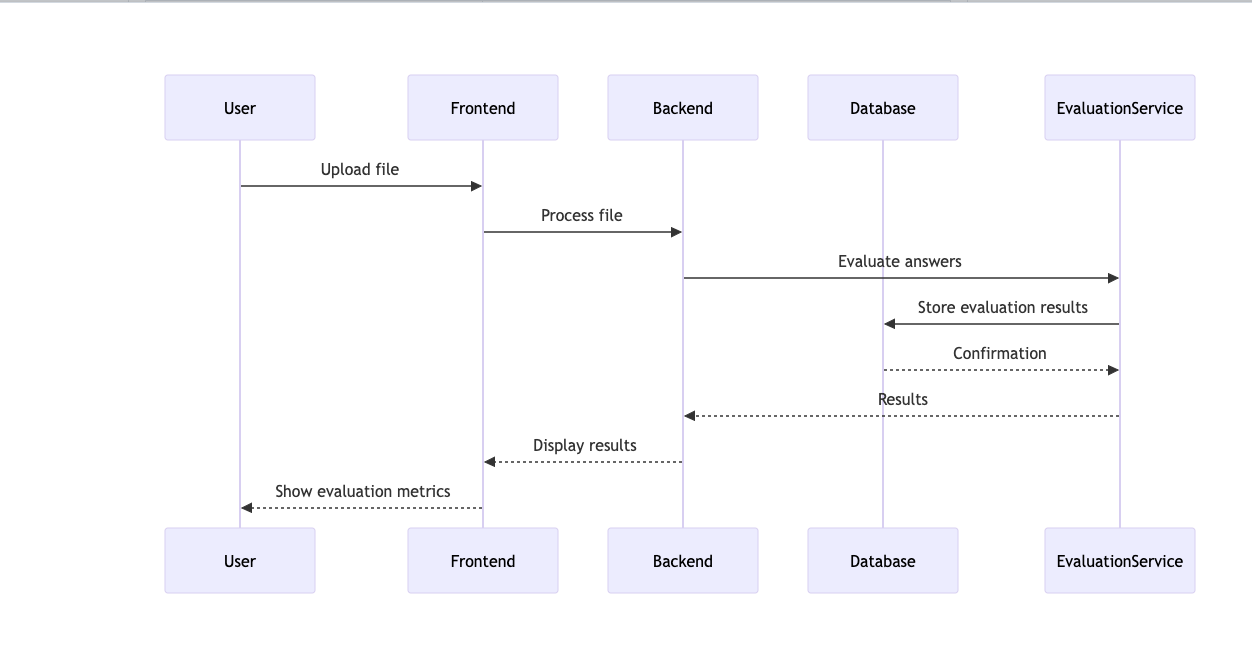 User
Frontend
Backend
Database
EvaluationService
Upload file
Process file
Evaluate answers
Store evaluation results
Confirmation
Results
Display results
Show evaluation metrics
User
Frontend
Backend
Database
EvaluationService